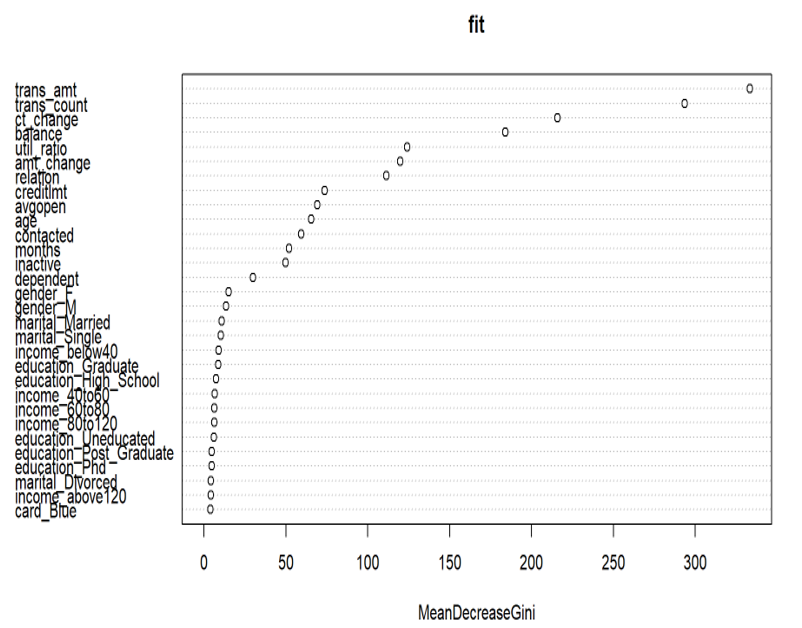 fit
trans_amt
trans_count
ct_change
balance
util_ratio
amt_change
relation
creditlmt
avgopen
age
contacted
months
inactive
dependent
gender_F
gender_M
marital_Married
marital_Single
income_below40
education_Graduate
education_High_School
income_40to60
income_60to80
income_80to120
education_Uneducated
education_Post_Graduate
education_Phd
marital_Divorced
income_above120
card_Blue
0 50 100 150 200 250 300
MeanDecreaseGini